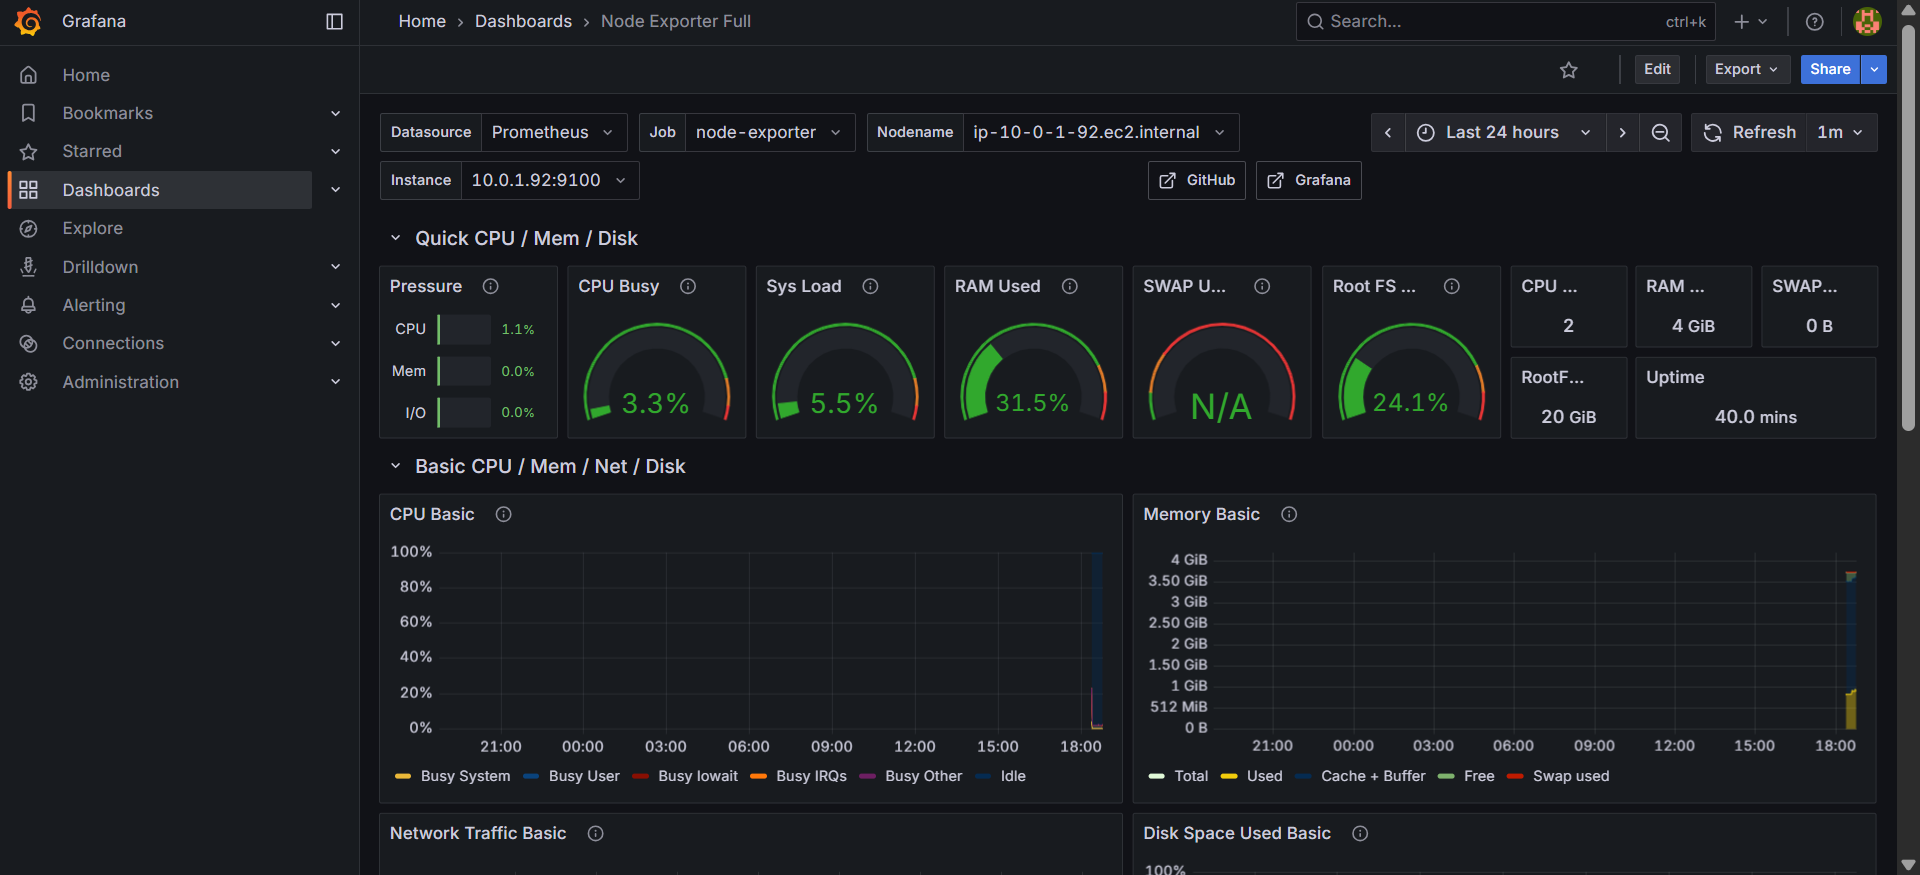 Grafana
Home › Dashboards › Node Exporter Full
Search... ctrl+k
Home
Bookmarks
Starred
Dashboards
Explore
Drilldown
Alerting
Connections
Administration
Edit Export Share
Datasource Prometheus Job node-exporter Nodename ip-10-0-1-92.ec2.internal Last 24 hours Refresh 1m
Instance 10.0.1.92:9100 GitHub Grafana
Quick CPU / Mem / Disk
Pressure
CPU 1.1%
Mem 0.0%
I/O 0.0%
CPU Busy
3.3%
Sys Load
5.5%
RAM Used
31.5%
SWAP U...
N/A
Root FS ...
24.1%
CPU ...
2
RAM ...
4 GiB
SWAP...
0 B
RootF...
20 GiB
Uptime
40.0 mins
Basic CPU / Mem / Net / Disk
CPU Basic
100%
80%
60%
40%
20%
0%
21:00 00:00 03:00 06:00 09:00 12:00 15:00 18:00
Busy System Busy User Busy Iowait Busy IRQs Busy Other Idle
Memory Basic
4 GiB
3.50 GiB
3 GiB
2.50 GiB
2 GiB
1.50 GiB
1 GiB
512 MiB
0 B
21:00 00:00 03:00 06:00 09:00 12:00 15:00 18:00
Total Used Cache + Buffer Free Swap used
Network Traffic Basic
Disk Space Used Basic
100%